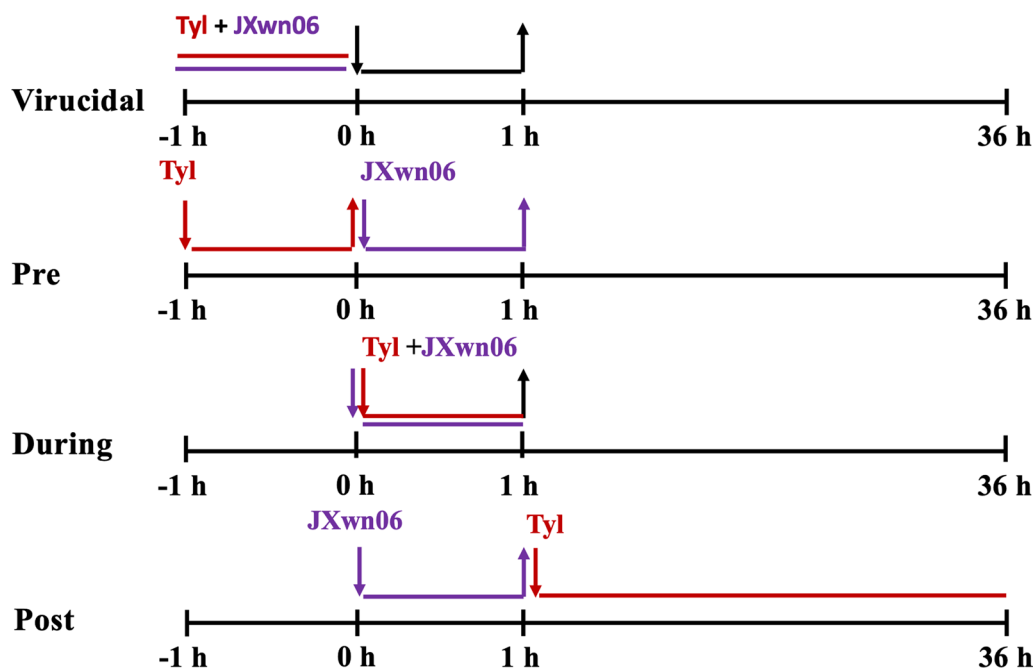 Tyl + JXwn06
Virucidal
-1 h 0 h 1 h 36 h
Tyl JXwn06
Pre
-1 h 0 h 1 h 36 h
Tyl +JXwn06
During
-1 h 0 h 1 h 36 h
JXwn06 Tyl
Post
-1 h 0 h 1 h 36 h